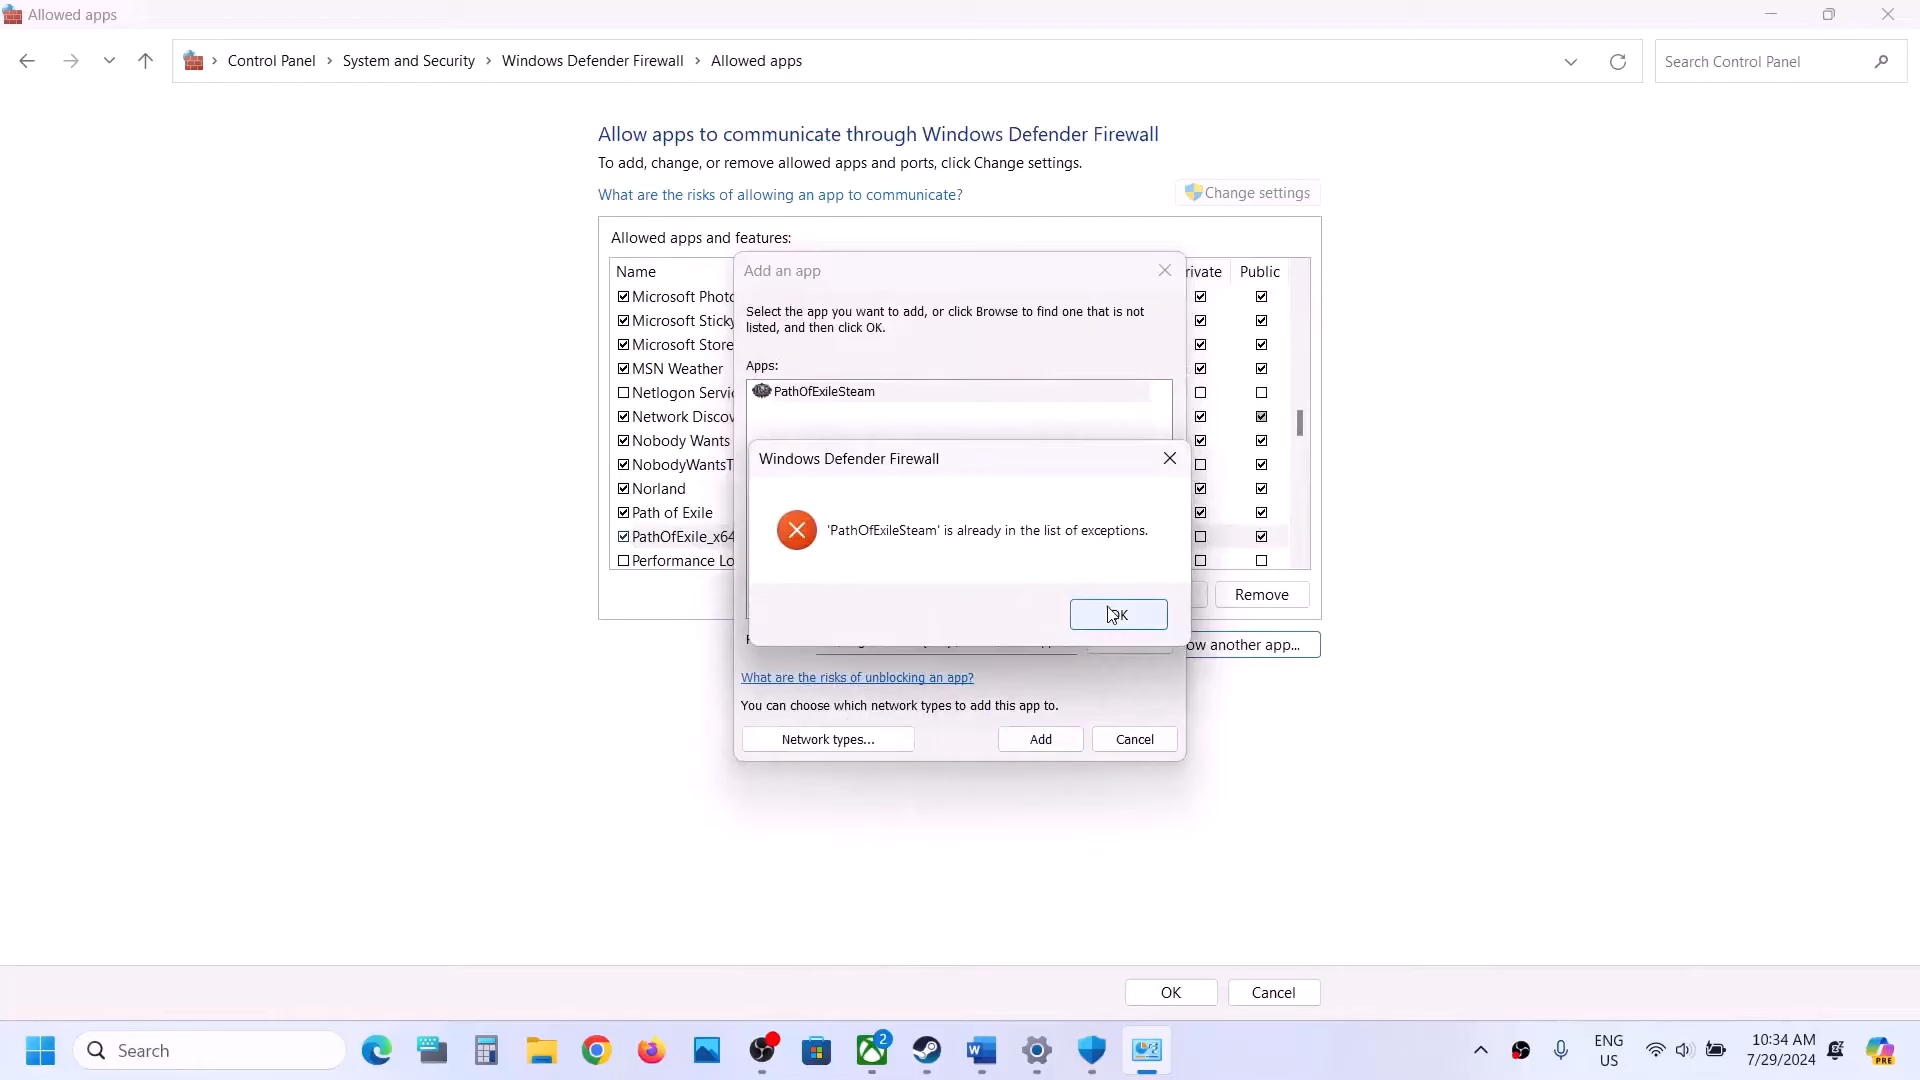 Allowed apps
Control Panel
System and Security
Windows Defender Firewall
Allowed apps
Search Control Panel
Allow apps to communicate through Windows Defender Firewall
To add, change, or remove allowed apps and ports, click Change settings.
What are the risks of allowing an app to communicate?
Change settings
Allowed apps and features:
Name
rivate
Public
Microsoft Photo
Microsoft Sticky
Microsoft Store
MSN Weather
Netlogon Servi
Network Discov
Nobody Wants
NobodyWantsT
Norland
Path of Exile
PathOfExile_x64
Performance Lo
Remove
ow another app...
Add an app
Select the app you want to add, or click Browse to find one that is not
listed, and then click OK.
Apps:
PathOfExileSteam
Windows Defender Firewall
'PathOfExileSteam' is already in the list of exceptions.
OK
What are the risks of unblocking an app?
You can choose which network types to add this app to.
Network types...
Add
Cancel
OK
Cancel
Search
2
W
ENG
US
10:34 AM
7/29/2024
PRE